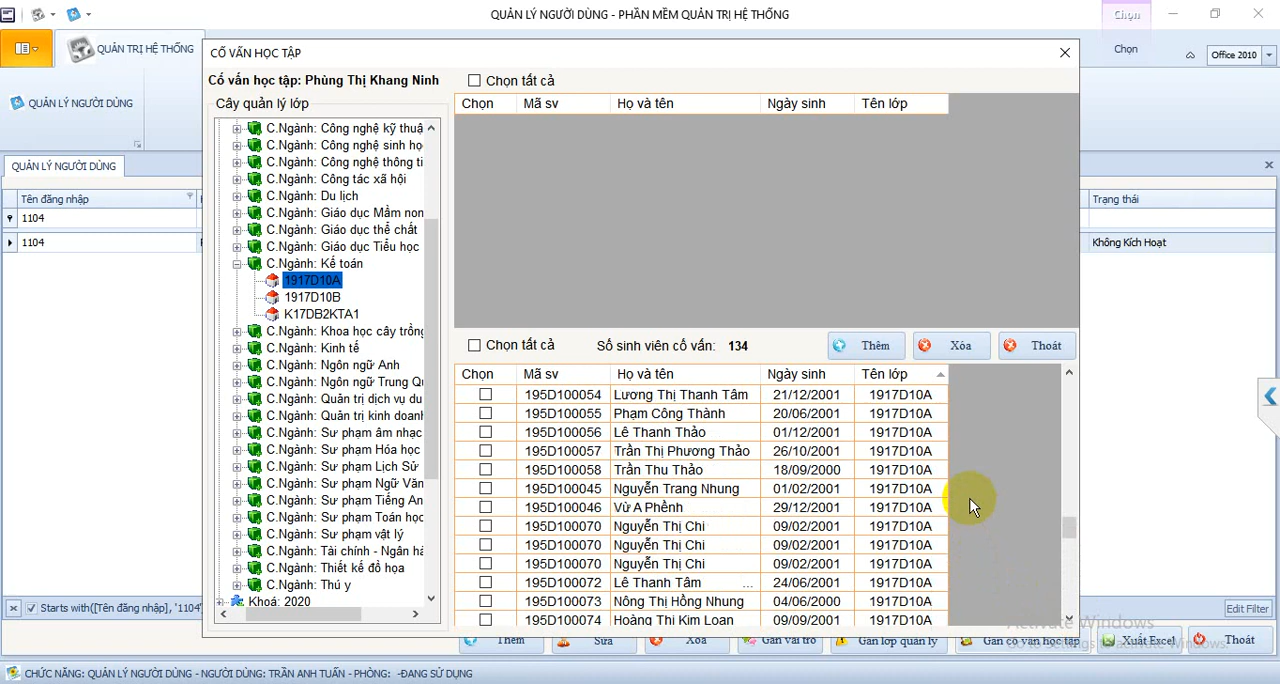 QUẢN LÝ NGƯỜI DÙNG - PHẦN MỀM QUẢN TRỊ HỆ THỐNG
Chọn
QUẢN TRỊ HỆ THỐNG
Chọn
Office 2010
QUẢN LÝ NGƯỜI DÙNG
QUẢN LÝ NGƯỜI DÙNG
Tên đăng nhập
Trạng thái
1104
1104
Không Kích Hoạt
CỐ VẤN HỌC TẬP
Cố vấn học tập: Phùng Thị Khang Ninh
Chọn tất cả
Cây quản lý lớp
C.Ngành: Công nghệ kỹ thuậ
C.Ngành: Công nghệ sinh họ
C.Ngành: Công nghệ thông ti
C.Ngành: Công tác xã hội
C.Ngành: Du lịch
C.Ngành: Giáo dục Mầm non
C.Ngành: Giáo dục thể chất
C.Ngành: Giáo dục Tiểu học
C.Ngành: Kế toán
1917D10A
1917D10B
K17DB2KTA1
C.Ngành: Khoa học cây trồng
C.Ngành: Kinh tế
C.Ngành: Ngôn ngữ Anh
C.Ngành: Ngôn ngữ Trung Qu
C.Ngành: Quản trị dịch vụ du
C.Ngành: Quản trị kinh doanh
C.Ngành: Sư phạm âm nhạc
C.Ngành: Sư phạm Hóa học
C.Ngành: Sư phạm Lịch Sử
C.Ngành: Sư phạm Ngữ Văn
C.Ngành: Sư phạm Tiếng An
C.Ngành: Sư phạm Toán học
C.Ngành: Sư phạm vật lý
C.Ngành: Tài chính - Ngân hà
C.Ngành: Thiết kế đồ họa
C.Ngành: Thú y
Khoá: 2020
Chọn Mã sv Họ và tên Ngày sinh Tên lớp
Chọn tất cả Số sinh viên cố vấn: 134 Thêm Xóa Thoát
Chọn Mã sv Họ và tên Ngày sinh Tên lớp
195D100054 Lương Thị Thanh Tâm 21/12/2001 1917D10A
195D100055 Phạm Công Thành 20/06/2001 1917D10A
195D100056 Lê Thanh Thảo 01/12/2001 1917D10A
195D100057 Trần Thị Phương Thảo 26/10/2001 1917D10A
195D100058 Trần Thu Thảo 18/09/2000 1917D10A
195D100045 Nguyễn Trang Nhung 01/02/2001 1917D10A
195D100046 Vừ A Phềnh 29/12/2001 1917D10A
195D100070 Nguyễn Thị Chi 09/02/2001 1917D10A
195D100070 Nguyễn Thị Chi 09/02/2001 1917D10A
195D100070 Nguyễn Thị Chi 09/02/2001 1917D10A
195D100072 Lê Thanh Tâm ... 24/06/2001 1917D10A
195D100073 Nông Thị Hồng Nhung 04/06/2000 1917D10A
195D100074 Hoàng Thị Kim Loan 09/09/2001 1917D10A
Starts with([Tên đăng nhập], '1104')
Edit Filter
Thêm Sửa Xóa Gán vai trò Gán lớp quản lý Gán cố vấn học tập Xuất Excel Thoát
Activate Windows
Go to Settings to activate Windows.
CHỨC NĂNG: QUẢN LÝ NGƯỜI DÙNG - NGƯỜI DÙNG: TRẦN ANH TUẤN - PHÒNG: -ĐANG SỬ DỤNG